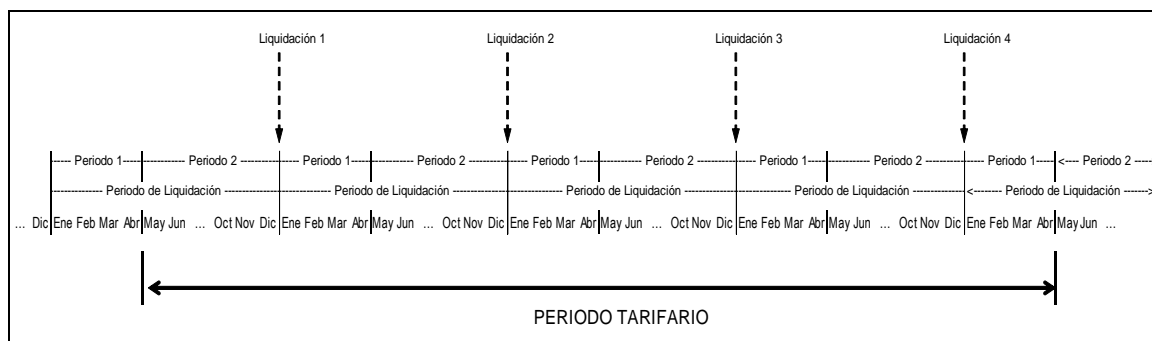 Liquidación 1 Liquidación 2 Liquidación 3 Liquidación 4
------ Periodo 1----- ------------ Periodo 2 ------------ ------ Periodo 1----- ------------ Periodo 2 ------------ ------ Periodo 1----- ------------ Periodo 2 ------------ ------ Periodo 1----- ------------ Periodo 2 ------------ ------ Periodo 1----- <---- Periodo 2 ---
---------------- Periodo de Liquidación ---------------- Periodo de Liquidación ---------------- Periodo de Liquidación ---------------- Periodo de Liquidación ----------------<-------- Periodo de Liquidación ------->
... Dic Ene Feb Mar Abr May Jun ... Oct Nov Dic Ene Feb Mar Abr May Jun ... Oct Nov Dic Ene Feb Mar Abr May Jun ... Oct Nov Dic Ene Feb Mar Abr May Jun ... Oct Nov Dic Ene Feb Mar Abr May Jun ...
PERIODO TARIFARIO